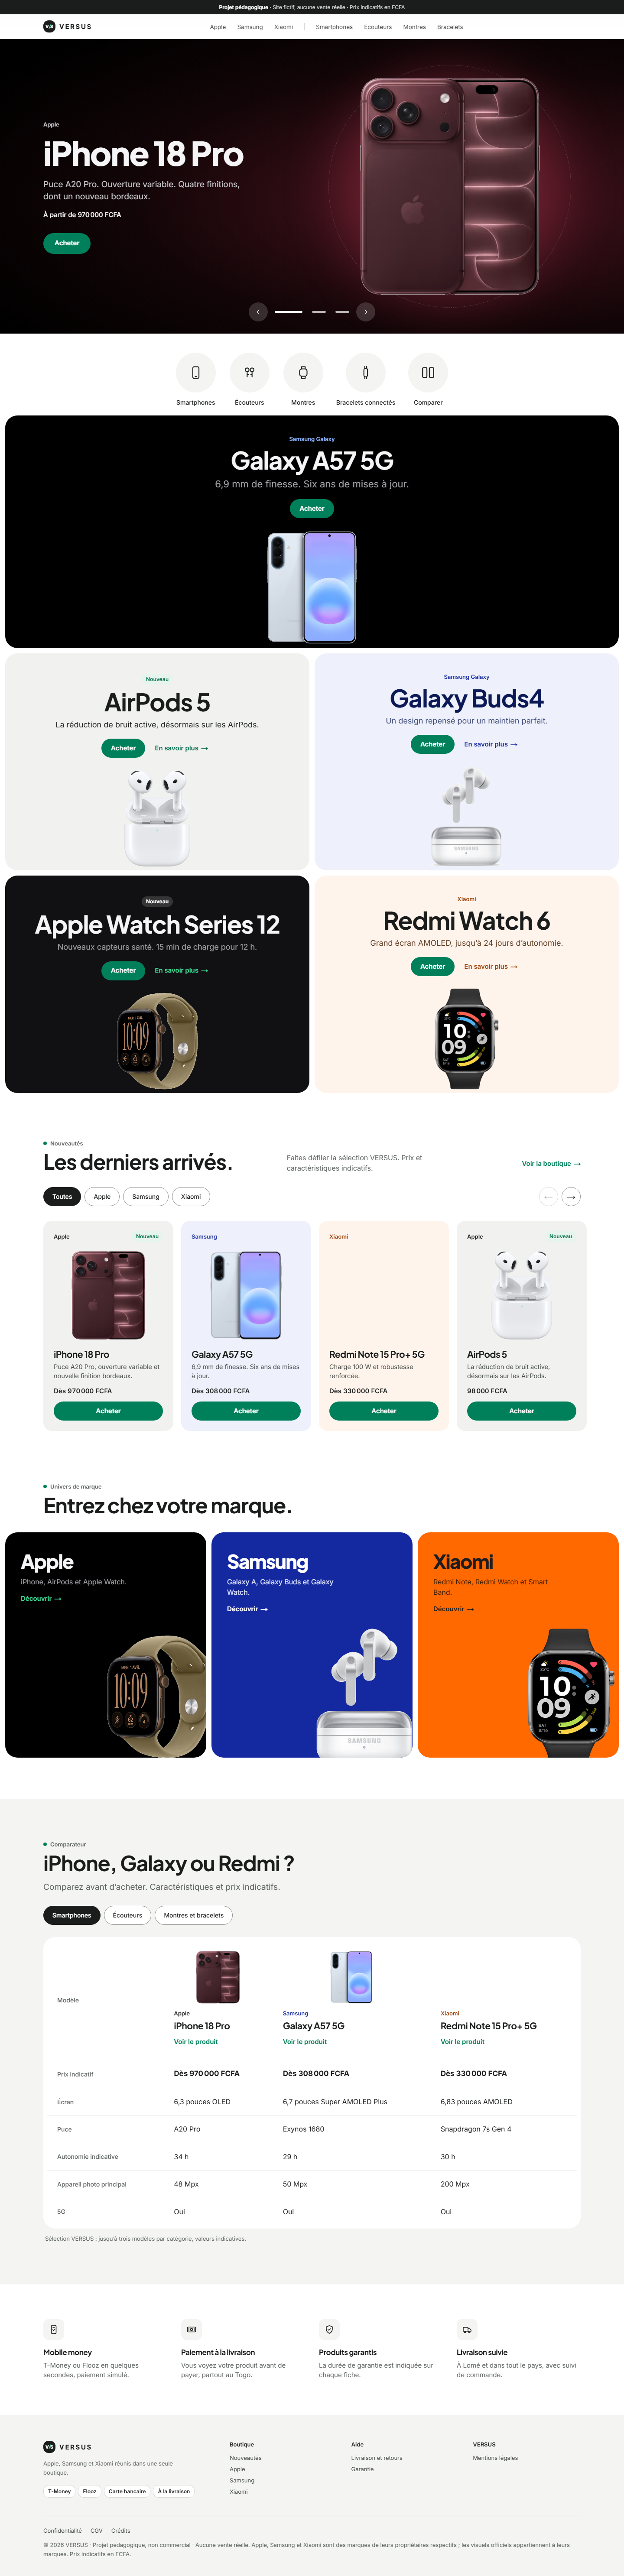 Projet pédagogique · Site fictif, aucune vente réelle · Prix indicatifs en FCFA
V/S VERSUS
Apple Samsung Xiaomi Smartphones Écouteurs Montres Bracelets
Apple
iPhone 18 Pro
Puce A20 Pro. Ouverture variable. Quatre finitions,
dont un nouveau bordeaux.
À partir de 970 000 FCFA
Acheter
Smartphones Écouteurs Montres Bracelets connectés Comparer
Samsung Galaxy
Galaxy A57 5G
6,9 mm de finesse. Six ans de mises à jour.
Acheter
Nouveau
AirPods 5
La réduction de bruit active, désormais sur les AirPods.
Acheter En savoir plus →
Samsung Galaxy
Galaxy Buds4
Un design repensé pour un maintien parfait.
Acheter En savoir plus →
SAMSUNG
Nouveau
Apple Watch Series 12
Nouveaux capteurs santé. 15 min de charge pour 12 h.
Acheter En savoir plus →
10:09
Xiaomi
Redmi Watch 6
Grand écran AMOLED, jusqu'à 24 jours d'autonomie.
Acheter En savoir plus →
10
09
Nouveautés
Les derniers arrivés.
Faites défiler la sélection VERSUS. Prix et
caractéristiques indicatifs.
Voir la boutique →
Toutes Apple Samsung Xiaomi
Apple Nouveau
iPhone 18 Pro
Puce A20 Pro, ouverture variable et
nouvelle finition bordeaux.
Dès 970 000 FCFA
Acheter
Samsung
Galaxy A57 5G
6,9 mm de finesse. Six ans de mises
à jour.
Dès 308 000 FCFA
Acheter
Xiaomi
Redmi Note 15 Pro+ 5G
Charge 100 W et robustesse
renforcée.
Dès 330 000 FCFA
Acheter
Apple Nouveau
AirPods 5
La réduction de bruit active,
désormais sur les AirPods.
98 000 FCFA
Acheter
Univers de marque
Entrez chez votre marque.
Apple
iPhone, AirPods et Apple Watch.
Découvrir →
10:09
Samsung
Galaxy A, Galaxy Buds et Galaxy
Watch.
Découvrir →
SAMSUNG
Xiaomi
Redmi Note, Redmi Watch et Smart
Band.
Découvrir →
25°C
10
09
SAT
Comparateur
iPhone, Galaxy ou Redmi ?
Comparez avant d'acheter. Caractéristiques et prix indicatifs.
Smartphones Écouteurs Montres et bracelets
Modèle
Apple
iPhone 18 Pro
Voir le produit
Samsung
Galaxy A57 5G
Voir le produit
Xiaomi
Redmi Note 15 Pro+ 5G
Voir le produit
Prix indicatif Dès 970 000 FCFA Dès 308 000 FCFA Dès 330 000 FCFA
Écran 6,3 pouces OLED 6,7 pouces Super AMOLED Plus 6,83 pouces AMOLED
Puce A20 Pro Exynos 1680 Snapdragon 7s Gen 4
Autonomie indicative 34 h 29 h 30 h
Appareil photo principal 48 Mpx 50 Mpx 200 Mpx
5G Oui Oui Oui
Sélection VERSUS : jusqu'à trois modèles par catégorie, valeurs indicatives.
Mobile money
T-Money ou Flooz en quelques
secondes, paiement simulé.
Paiement à la livraison
Vous voyez votre produit avant de
payer, partout au Togo.
Produits garantis
La durée de garantie est indiquée sur
chaque fiche.
Livraison suivie
À Lomé et dans tout le pays, avec suivi
de commande.
V/S VERSUS
Apple, Samsung et Xiaomi réunis dans une seule
boutique.
T-Money Flooz Carte bancaire À la livraison
Boutique
Nouveautés
Apple
Samsung
Xiaomi
Aide
Livraison et retours
Garantie
VERSUS
Mentions légales
Confidentialité CGV Crédits
© 2026 VERSUS · Projet pédagogique, non commercial · Aucune vente réelle. Apple, Samsung et Xiaomi sont des marques de leurs propriétaires respectifs ; les visuels officiels appartiennent à leurs
marques. Prix indicatifs en FCFA.